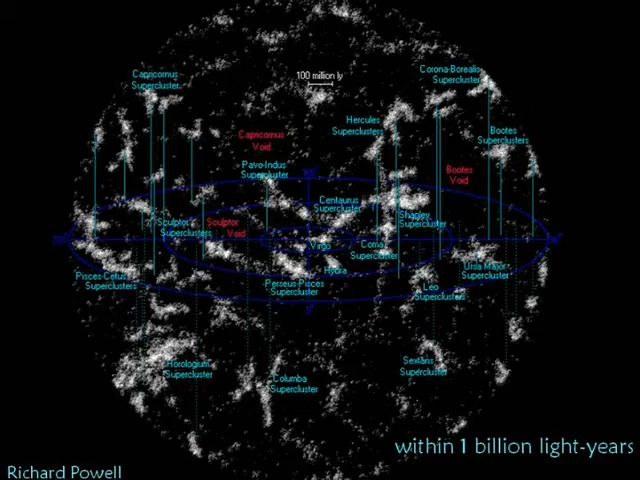 Capricornus
Supercluster
100 million ly
Corona-Borealis
Supercluster
Hercules
Superclusters
Capricornus
Void
Bootes
Superclusters
Pavo-Indus
Supercluster
Bootes
Void
Centaurus
Supercluster
Sculptor
Superclusters
Sculptor
Void
Shapley
Supercluster
Virgo
Coma
Supercluster
Hydra
Pisces-Cetus
Superclusters
Perseus-Pisces
Supercluster
Ursa Major
Supercluster
Leo
Superclusters
Horologium
Supercluster
Columba
Supercluster
Sextans
Supercluster
within 1 billion light-years
Richard Powell